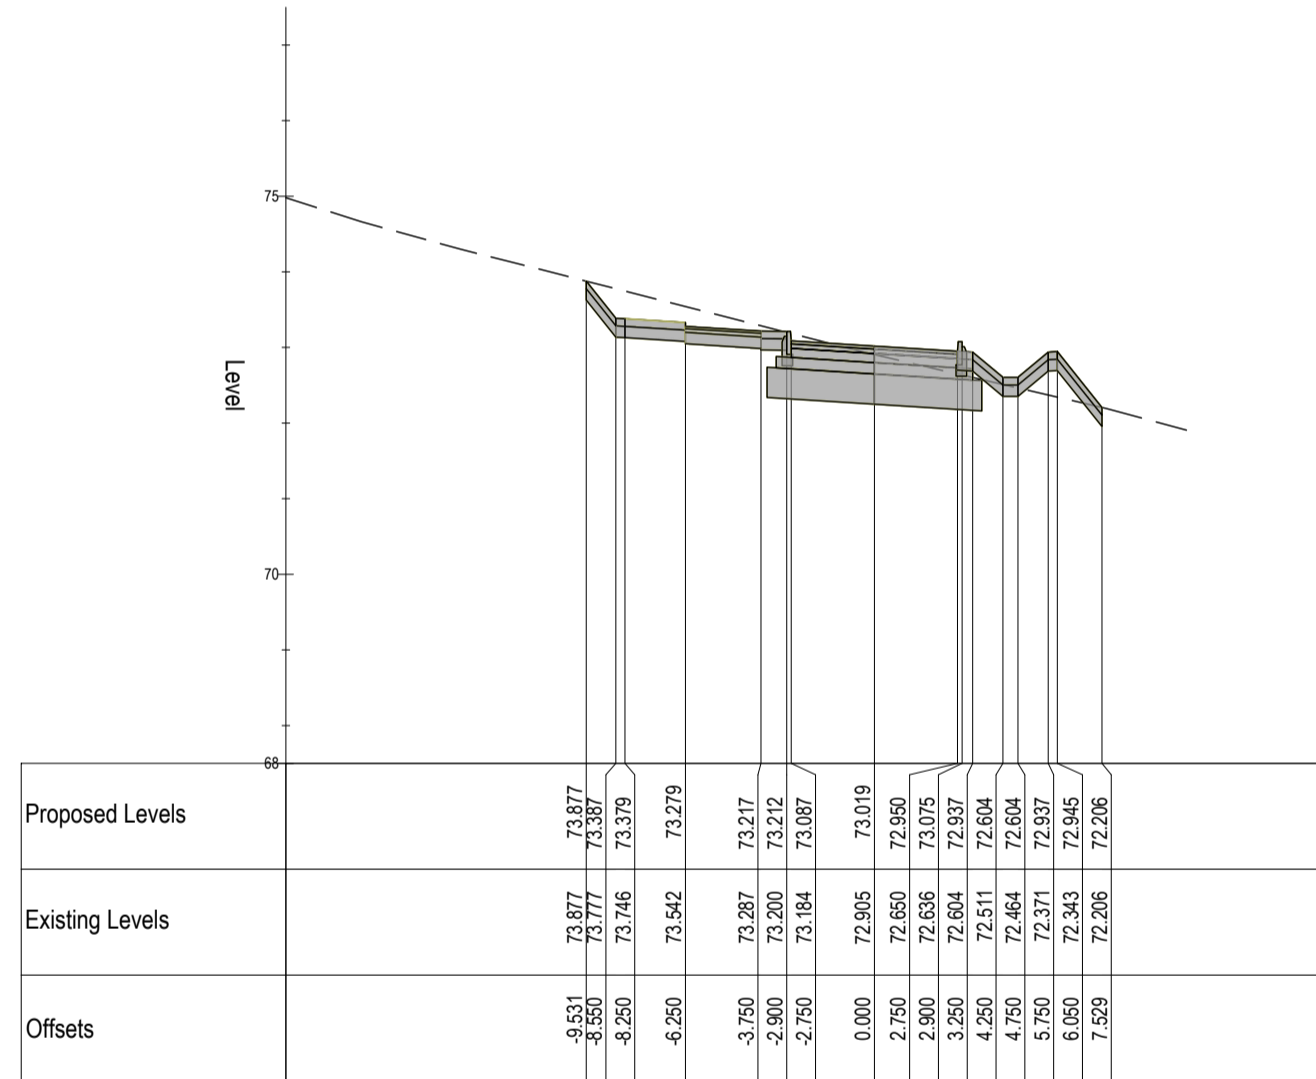 75
Level
70
68
Proposed Levels 73.877 73.387 73.379 73.279 73.217 73.212 73.087 73.019 72.950 73.075 72.937 72.604 72.604 72.937 72.945 72.206
Existing Levels 73.877 73.777 73.746 73.542 73.287 73.200 73.184 72.905 72.650 72.636 72.604 72.511 72.464 72.371 72.343 72.206
Offsets -9.531 -8.550 -8.250 -6.250 -3.750 -2.900 -2.750 0.000 2.750 2.900 3.250 4.250 4.750 5.750 6.050 7.529